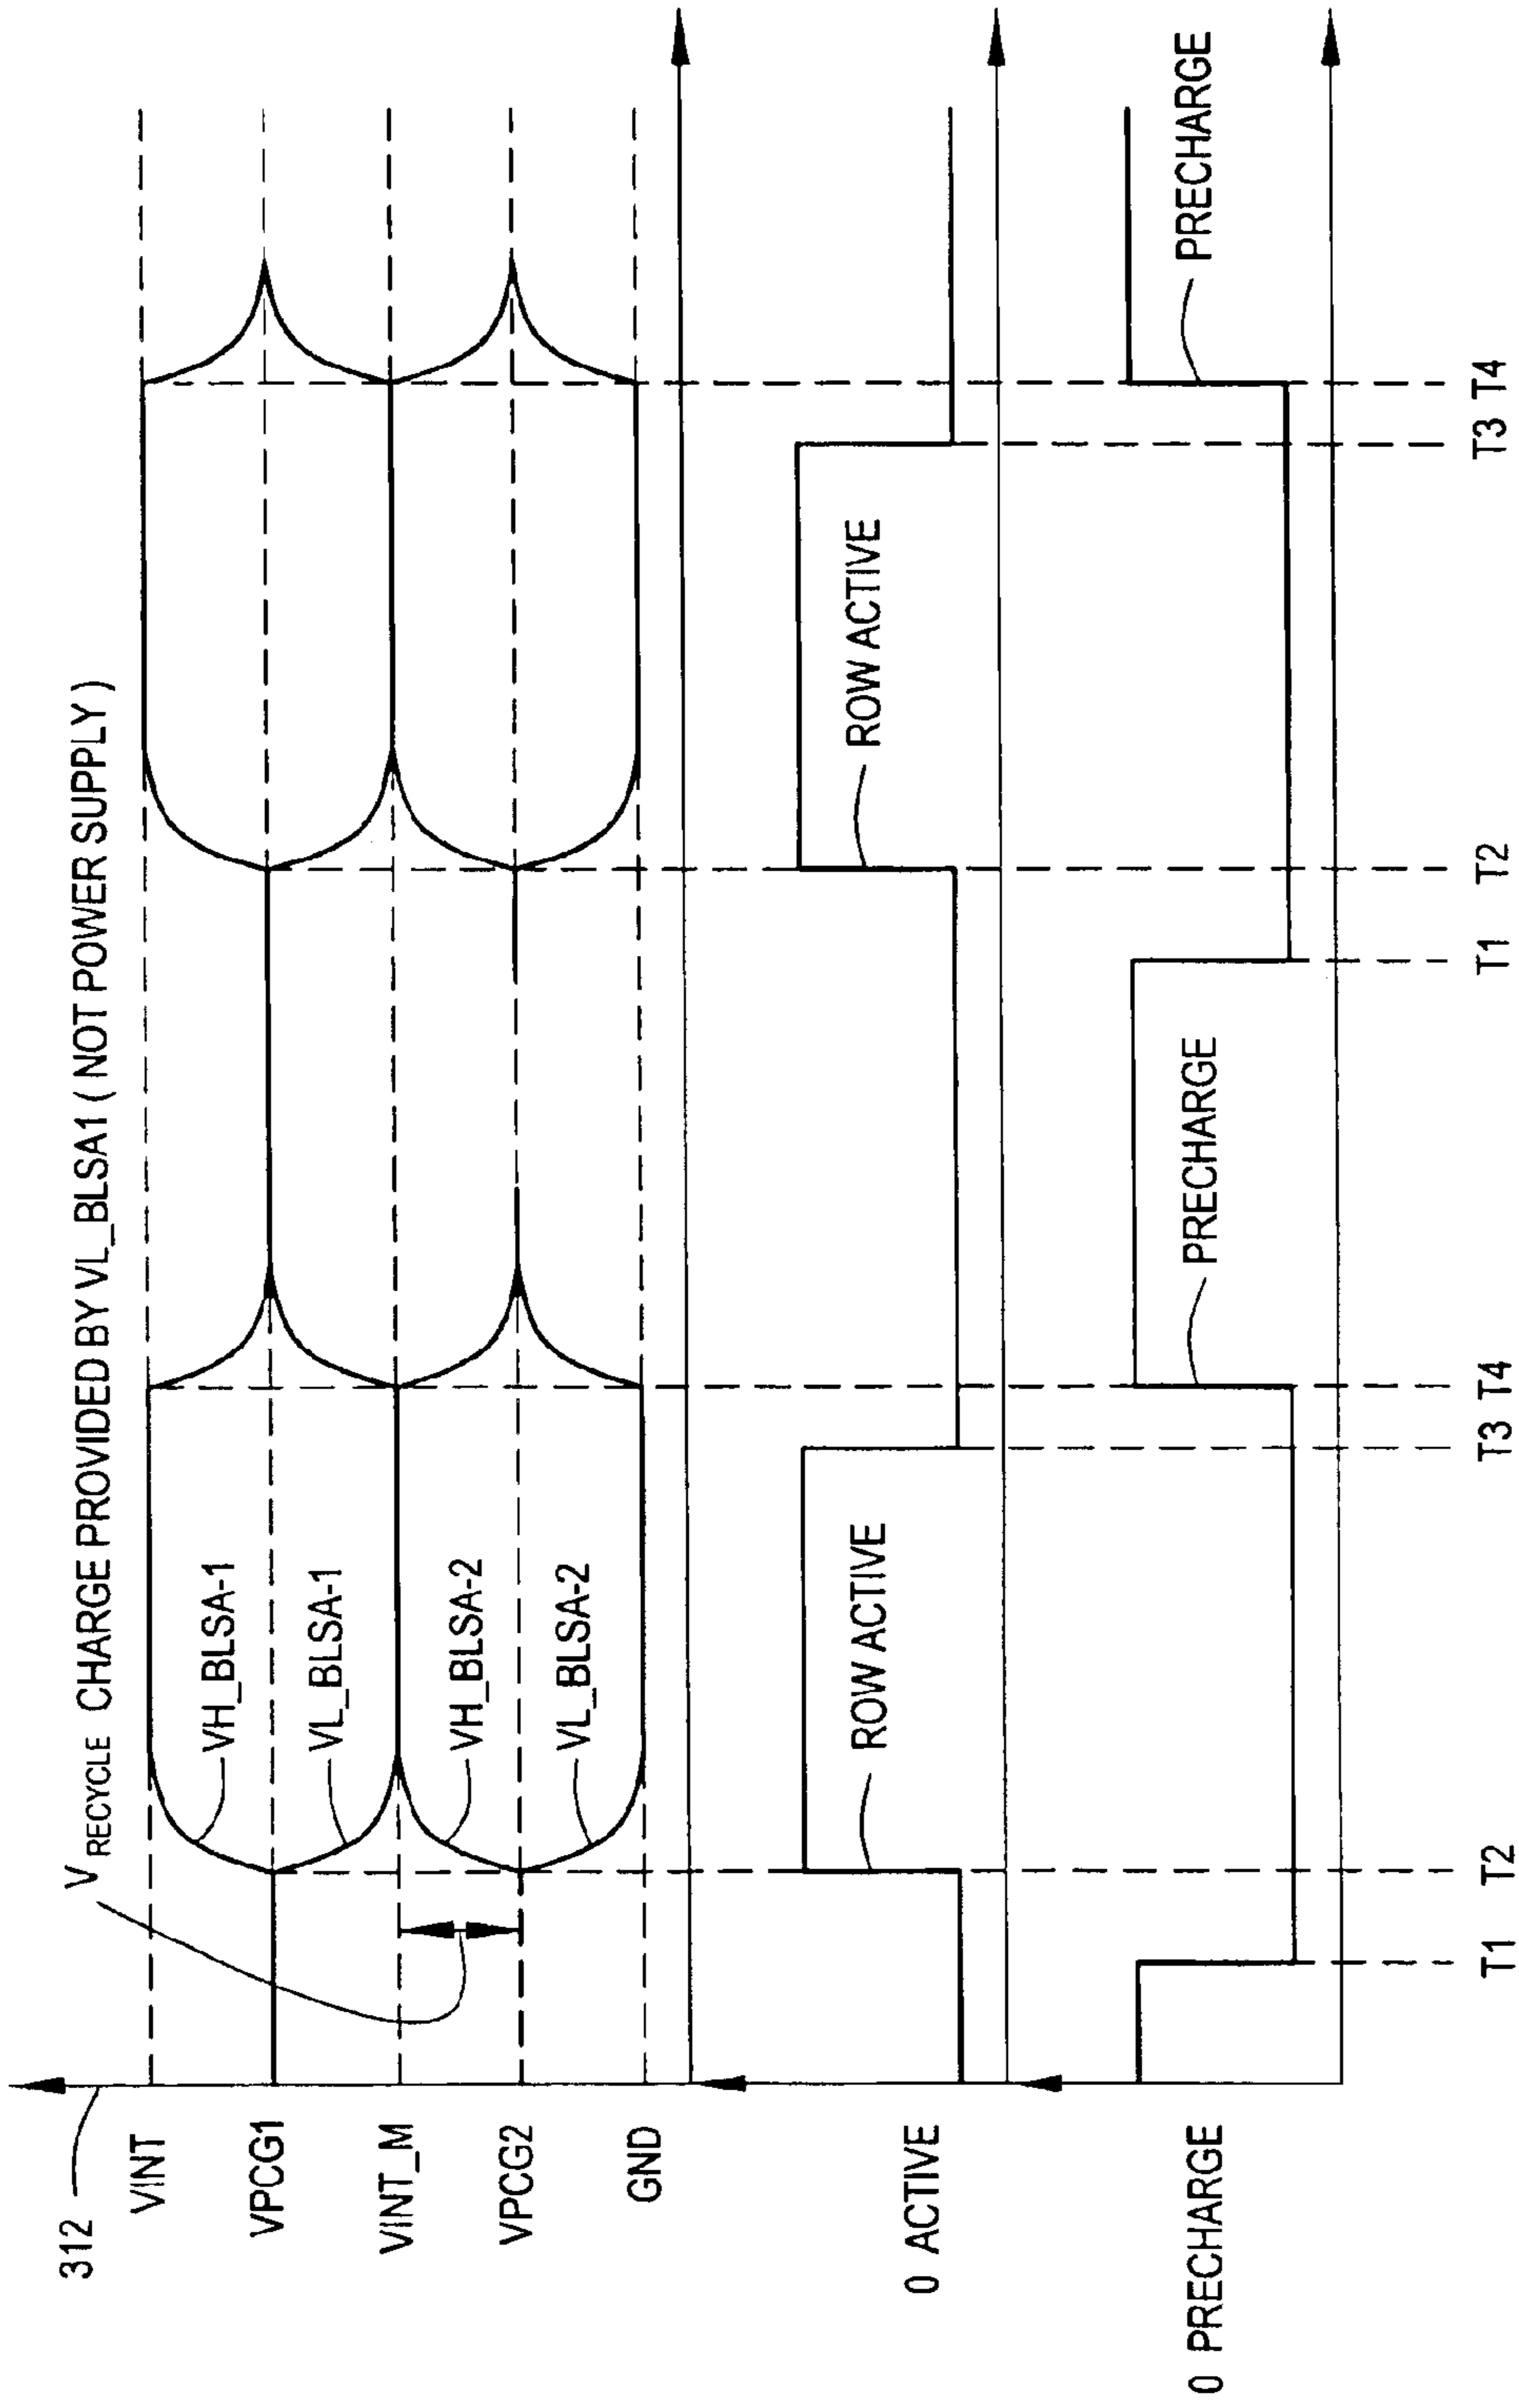 312
V RECYCLE CHARGE PROVIDED BY VL_BLSA1 ( NOT POWER SUPPLY )
VINT
VH_BLSA-1
VPCG1
VL_BLSA-1
VINT_M
VH_BLSA-2
VPCG2
VL_BLSA-2
GND
0 ACTIVE
ROW ACTIVE
ROW ACTIVE
0 PRECHARGE
PRECHARGE
PRECHARGE
T1 T2 T3 T4 T1 T2 T3 T4